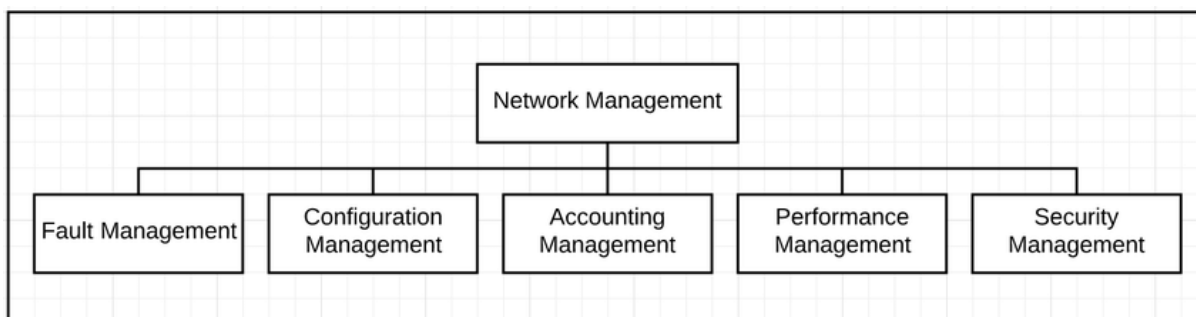 Network Management
Fault Management
Configuration
Management
Accounting
Management
Performance
Management
Security
Management